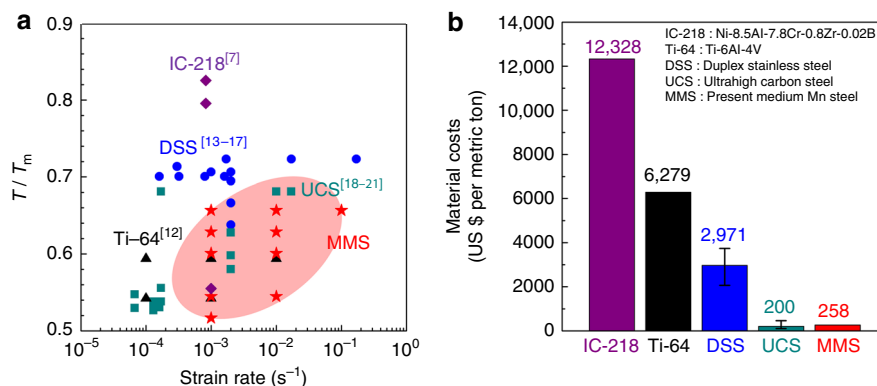 a
0.9
0.8
0.7
0.6
0.5
T / Tm
IC-218[7]
DSS [13–17]
UCS[18–21]
Ti–64[12]
MMS
10−5
10−4
10−3
10−2
10−1
100
Strain rate (s−1)
b
14,000
12,000
10,000
8000
6000
4000
2000
0
Material costs
(US $ per metric ton)
IC-218 : Ni-8.5Al-7.8Cr-0.8Zr-0.02B
Ti-64 : Ti-6Al-4V
DSS : Duplex stainless steel
UCS : Ultrahigh carbon steel
MMS : Present medium Mn steel
12,328
6,279
2,971
200
258
IC-218
Ti-64
DSS
UCS
MMS